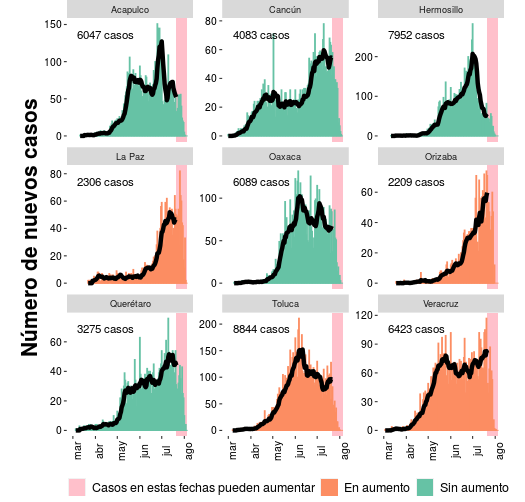 Acapulco
Cancún
Hermosillo
150
100
50
0
6047 casos
80
60
40
20
0
4083 casos
200
100
0
7952 casos
La Paz
Oaxaca
Orizaba
80
60
40
20
0
2306 casos
100
50
0
6089 casos
60
40
20
0
2209 casos
Querétaro
Toluca
Veracruz
60
40
20
0
3275 casos
200
150
100
50
0
8844 casos
120
90
60
30
0
6423 casos
mar abr may jun jul ago
mar abr may jun jul ago
mar abr may jun jul ago
Número de nuevos casos
Casos en estas fechas pueden aumentar
En aumento
Sin aumento